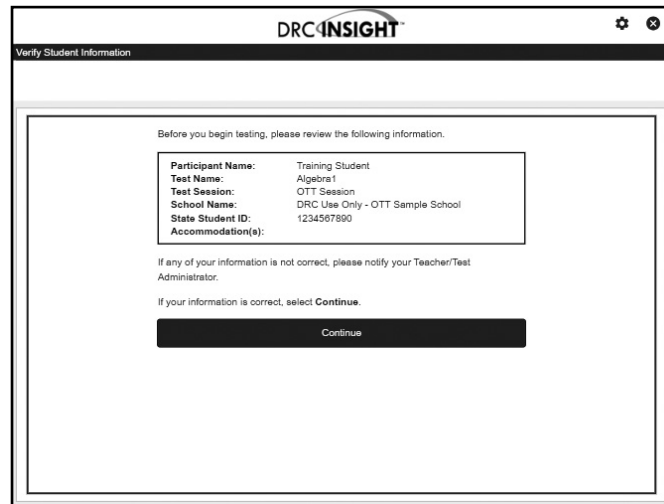 DRC INSIGHT™
Verify Student Information
Before you begin testing, please review the following information.
Participant Name: Training Student
Test Name: Algebra1
Test Session: OTT Session
School Name: DRC Use Only - OTT Sample School
State Student ID: 1234567890
Accommodation(s):
If any of your information is not correct, please notify your Teacher/Test
Administrator.
If your information is correct, select Continue.
Continue